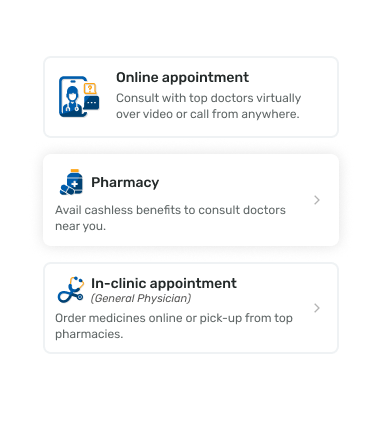 Online appointment
Consult with top doctors virtually
over video or call from anywhere.
Pharmacy
Avail cashless benefits to consult doctors
near you.
In-clinic appointment
(General Physician)
Order medicines online or pick-up from top
pharmacies.